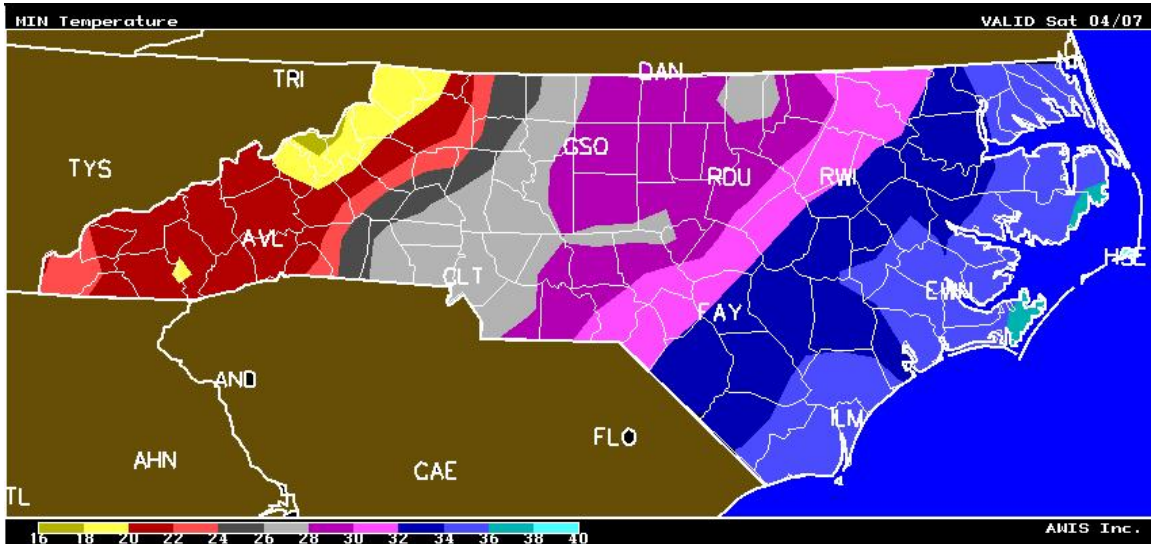 MIN Temperature
VALID Sat 04/07
TRI
DAN
TYS
GSO
RDU
RWI
AVL
HSE
CLT
EWN
FAY
AND
ILM
FLO
AHN
CAE
TL
16 18 20 22 24 26 28 30 32 34 36 38 40
AWIS Inc.